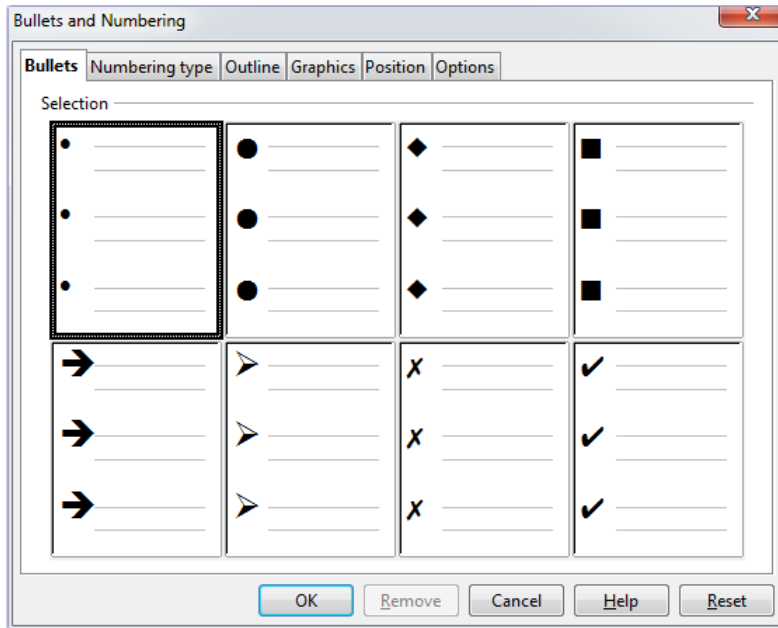 Bullets and Numbering
Bullets Numbering type Outline Graphics Position Options
Selection
OK Remove Cancel Help Reset